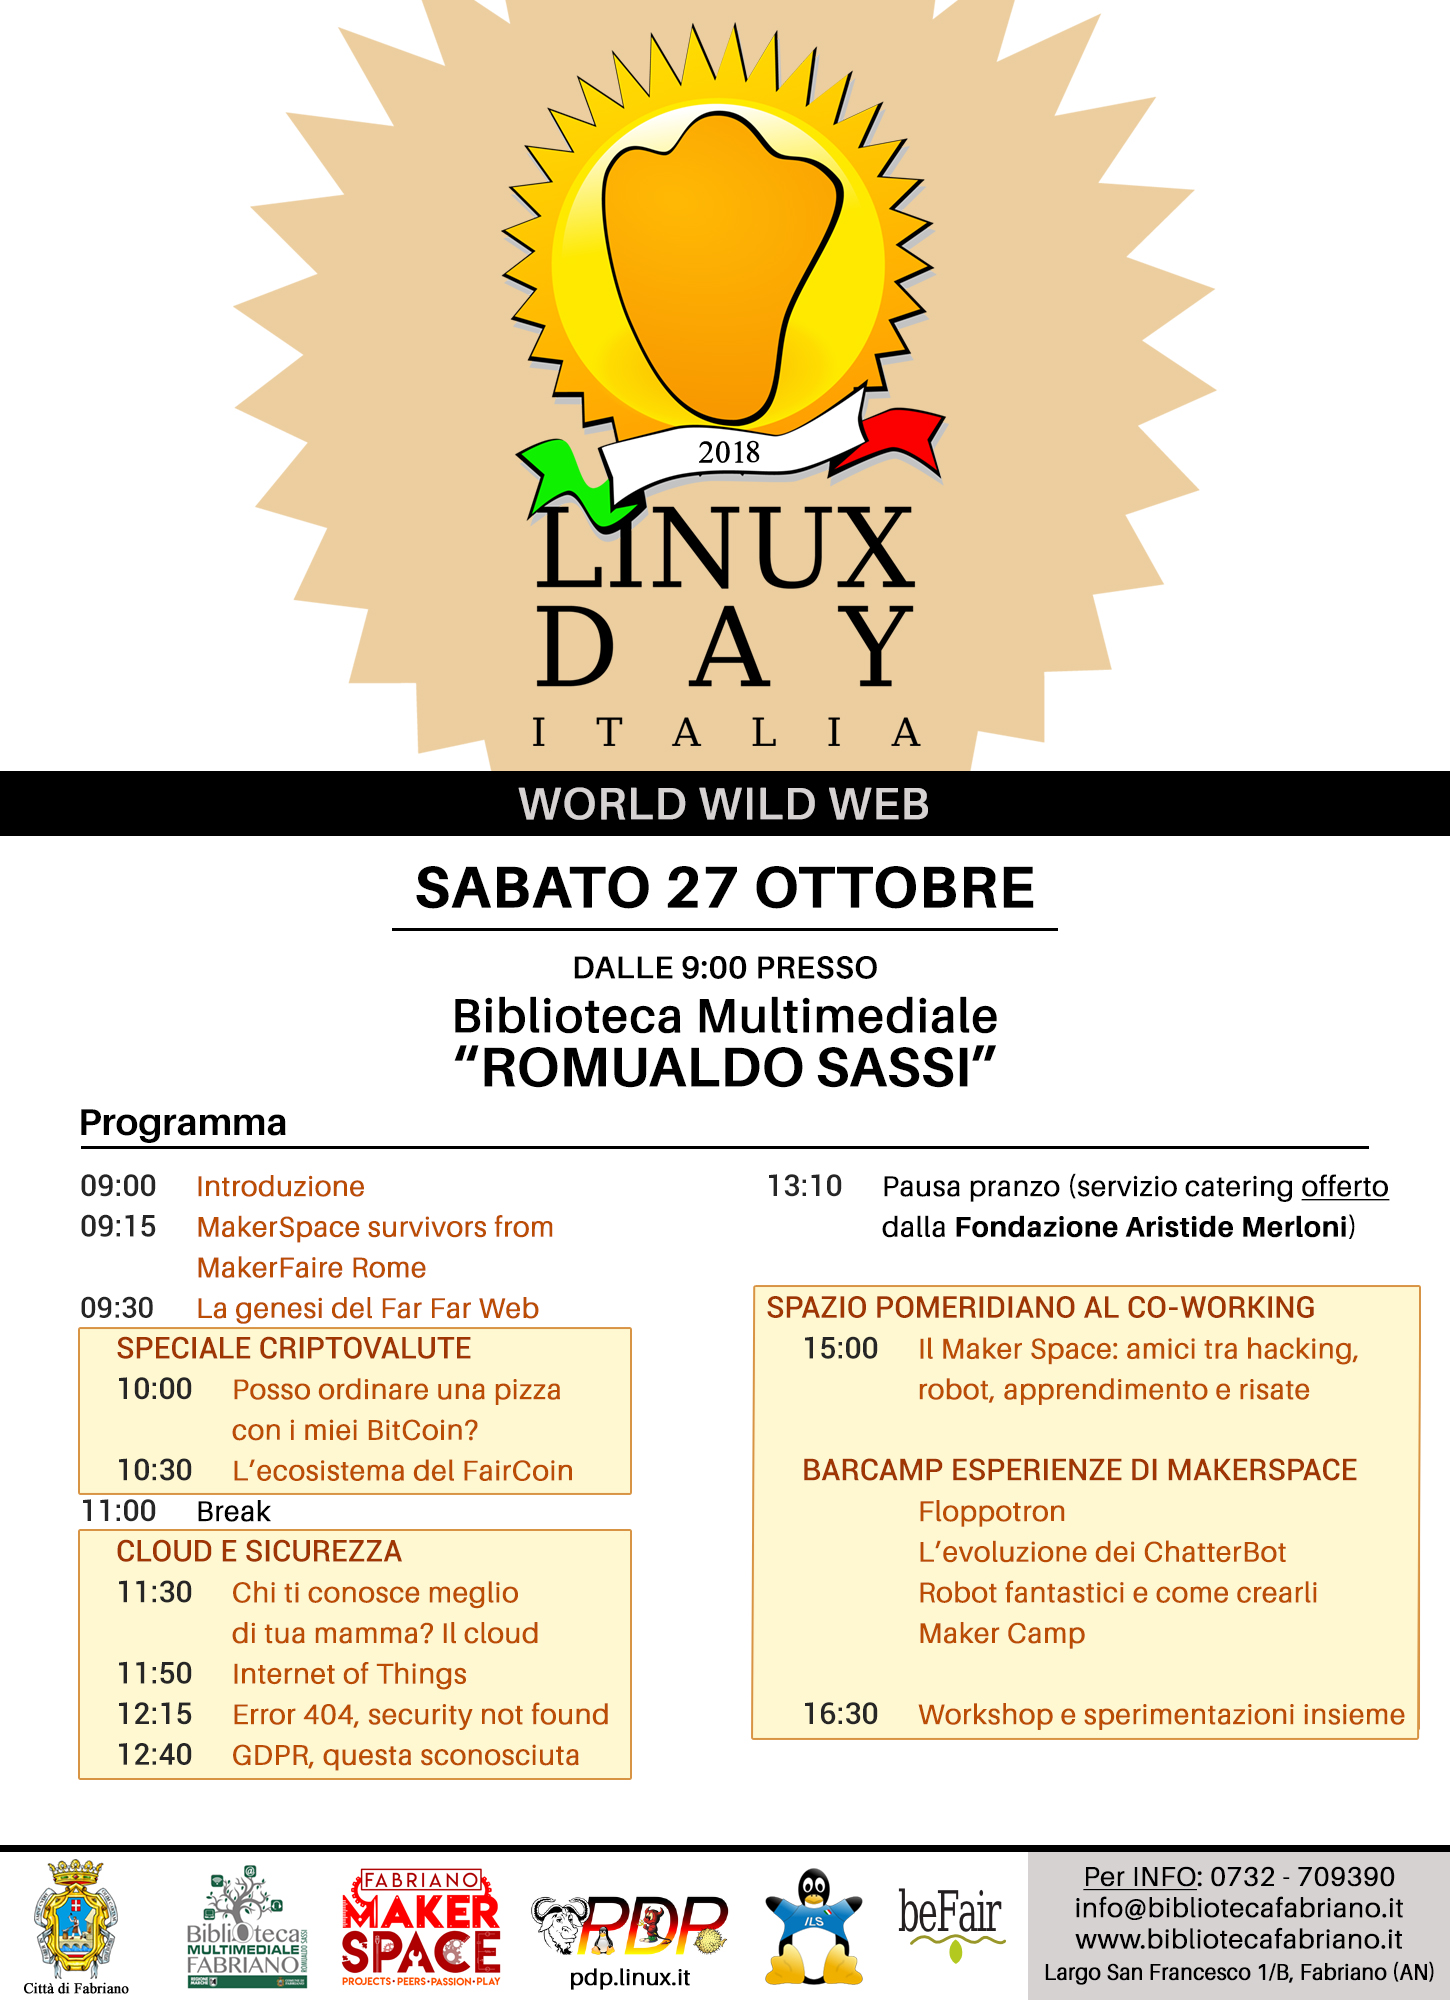 2018
LINUX
DAY
ITALIA
WORLD WILD WEB
SABATO 27 OTTOBRE
DALLE 9:00 PRESSO
Biblioteca Multimediale
“ROMUALDO SASSI”
Programma
09:00 Introduzione
09:15 MakerSpace survivors from
MakerFaire Rome
09:30 La genesi del Far Far Web
SPECIALE CRIPTOVALUTE
10:00 Posso ordinare una pizza
con i miei BitCoin?
10:30 L’ecosistema del FairCoin
11:00 Break
CLOUD E SICUREZZA
11:30 Chi ti conosce meglio
di tua mamma? Il cloud
11:50 Internet of Things
12:15 Error 404, security not found
12:40 GDPR, questa sconosciuta
13:10 Pausa pranzo (servizio catering offerto
dalla Fondazione Aristide Merloni)
SPAZIO POMERIDIANO AL CO-WORKING
15:00 Il Maker Space: amici tra hacking,
robot, apprendimento e risate
BARCAMP ESPERIENZE DI MAKERSPACE
Floppotron
L’evoluzione dei ChatterBot
Robot fantastici e come crearli
Maker Camp
16:30 Workshop e sperimentazioni insieme
Città di Fabriano
BibliOteca
MULTIMEDIALE
FABRIANO
ROMUALDO SASSI
REGIONE
MARCHE
COMUNE DI
FABRIANO
FABRIANO
MAKER
SPACE
PROJECTS•PEERS•PASSION•PLAY
PDP
pdp.linux.it
ILS
beFair
Per INFO: 0732 - 709390
info@bibliotecafabriano.it
www.bibliotecafabriano.it
Largo San Francesco 1/B, Fabriano (AN)